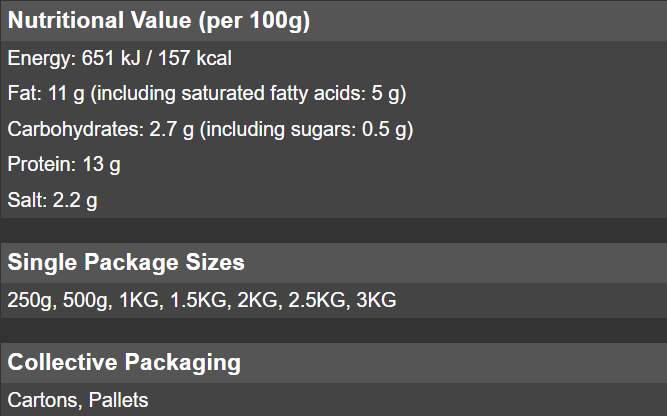 Nutritional Value (per 100g)
Energy: 651 kJ / 157 kcal
Fat: 11 g (including saturated fatty acids: 5 g)
Carbohydrates: 2.7 g (including sugars: 0.5 g)
Protein: 13 g
Salt: 2.2 g
Single Package Sizes
250g, 500g, 1KG, 1.5KG, 2KG, 2.5KG, 3KG
Collective Packaging
Cartons, Pallets